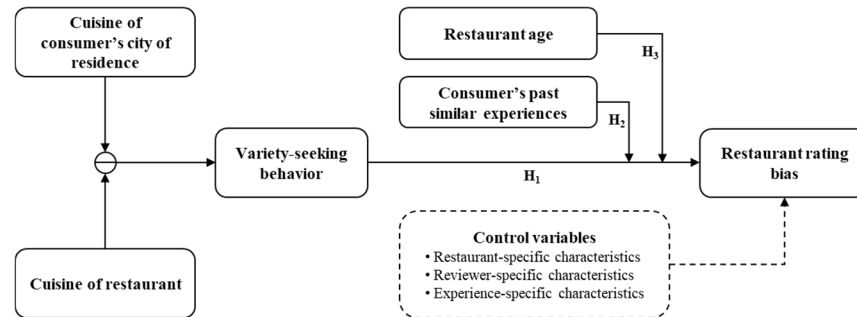 Cuisine of
consumer's city of
residence
Restaurant age
H3
Consumer's past
similar experiences
H2
Variety-seeking
behavior
H1
Restaurant rating
bias
Control variables
• Restaurant-specific characteristics
• Reviewer-specific characteristics
• Experience-specific characteristics
Cuisine of restaurant